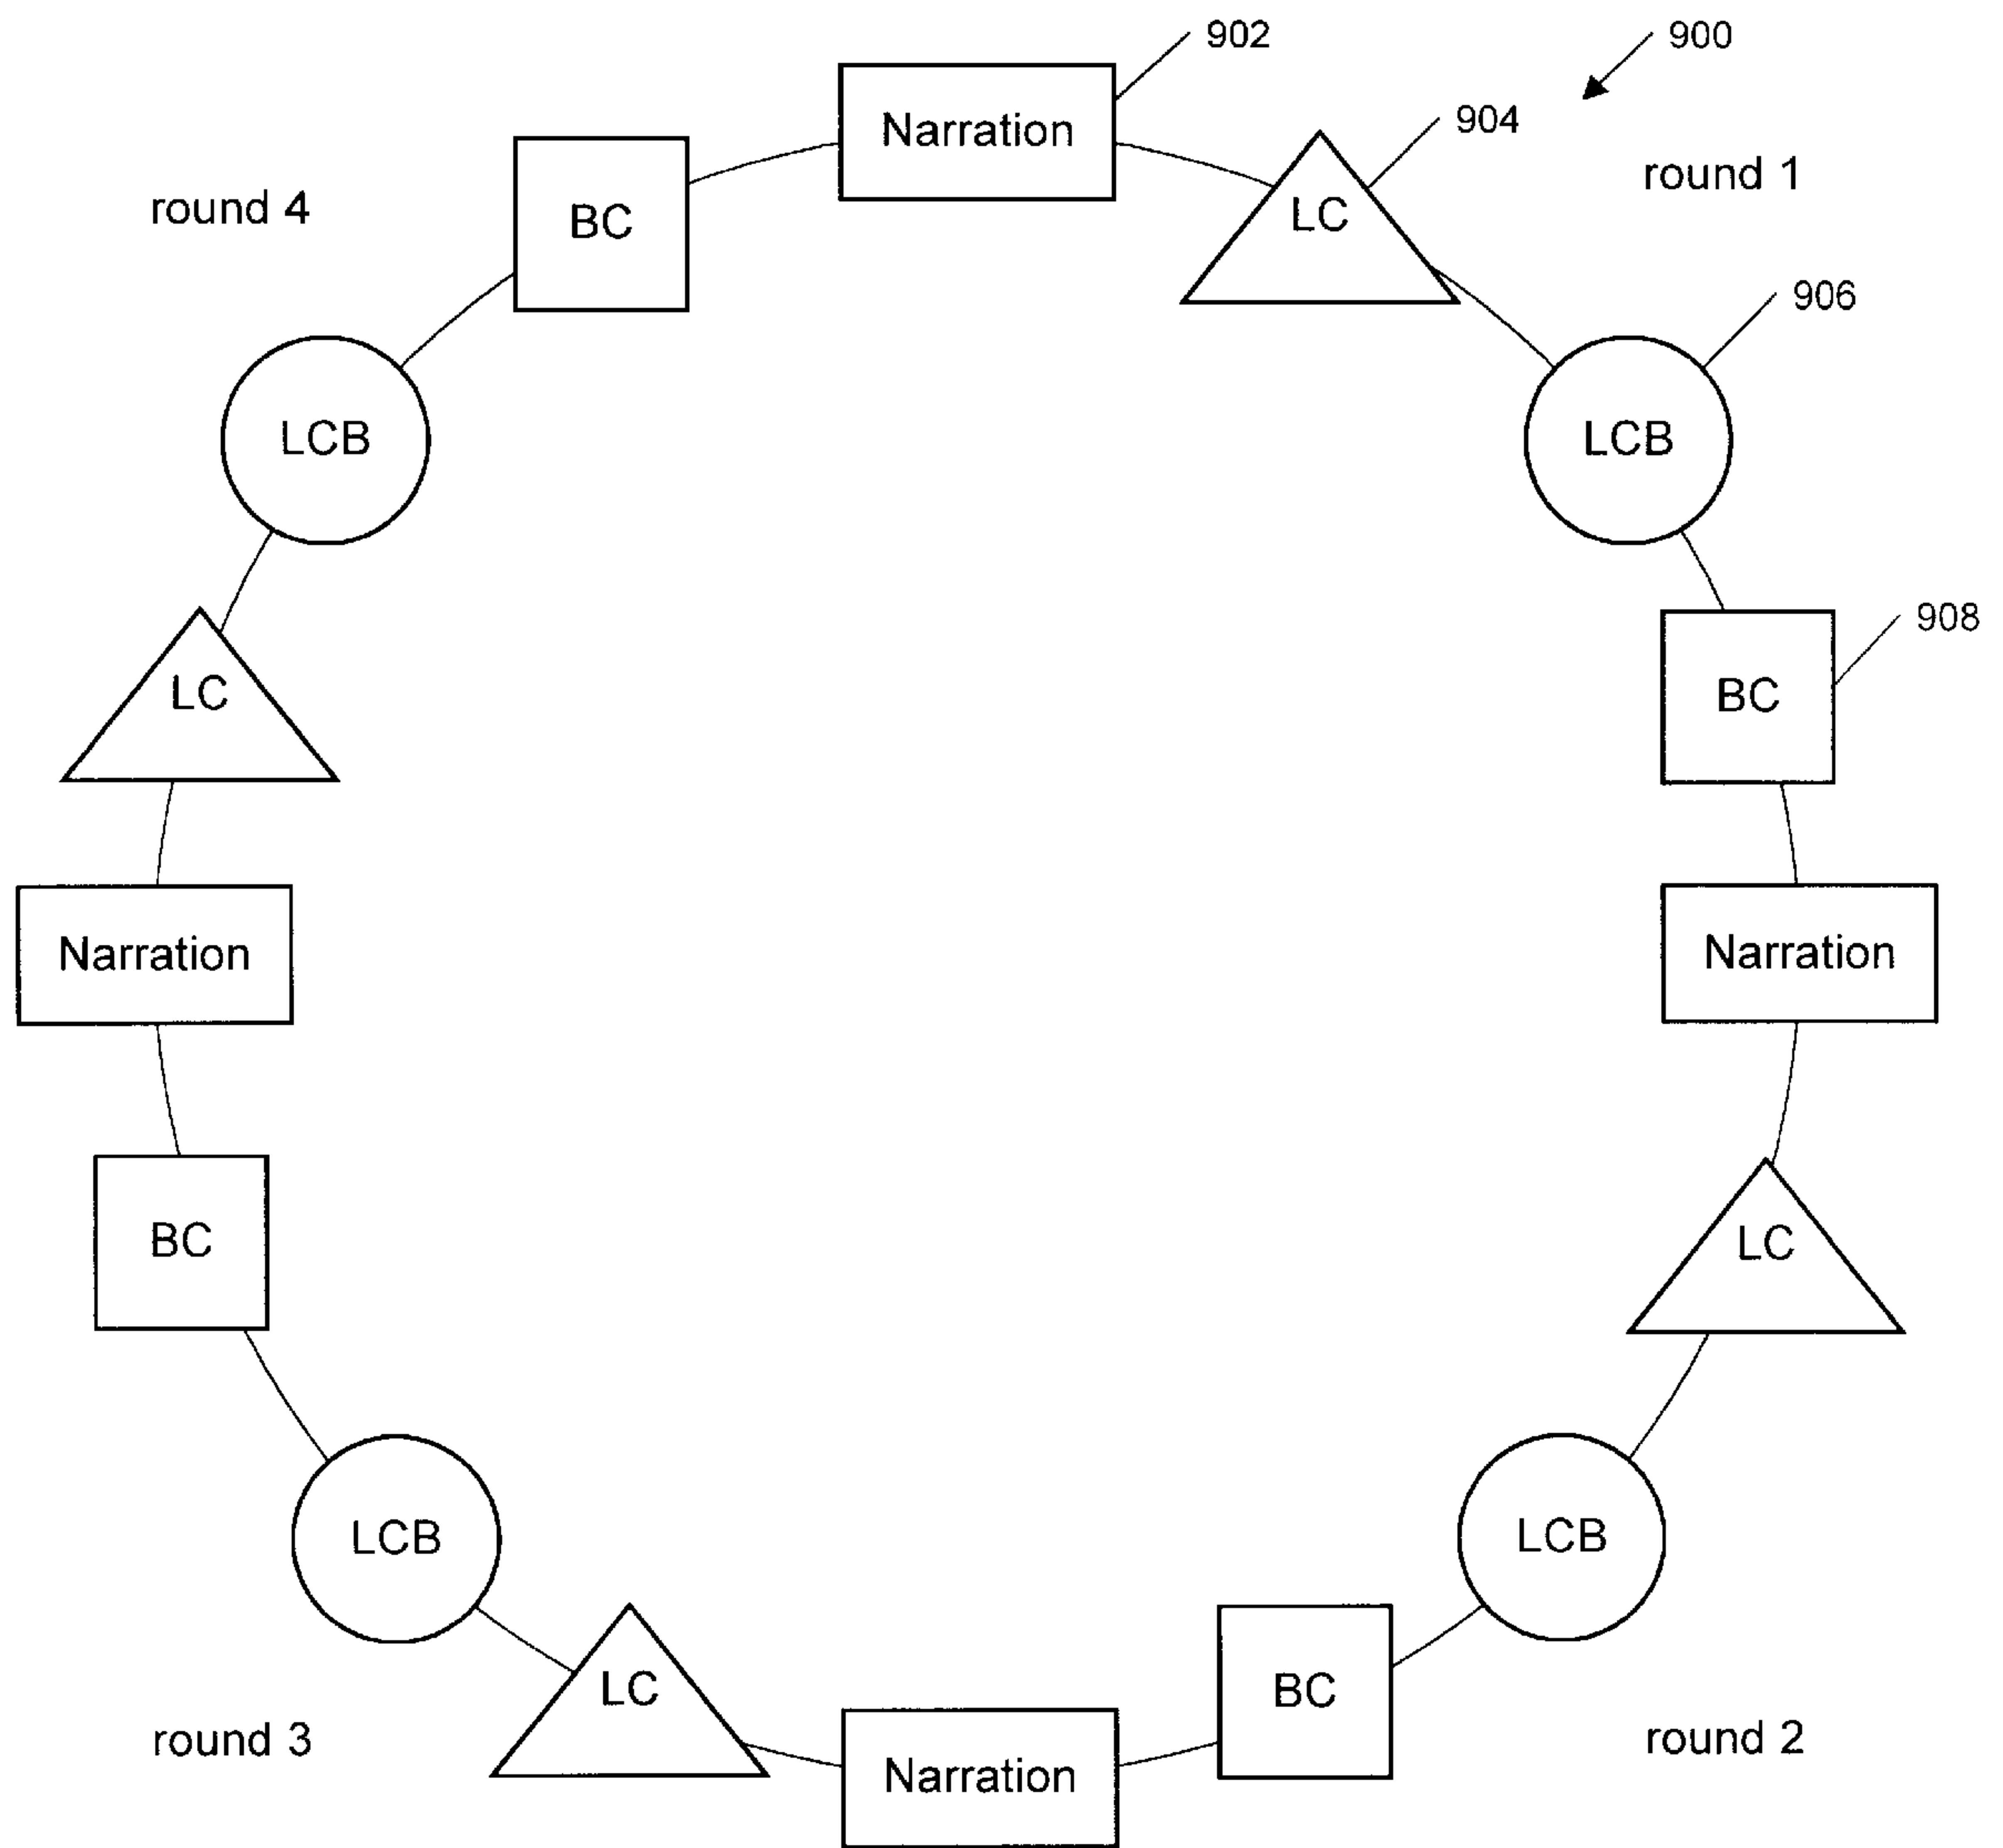 902
900
Narration
904
LC
round 1
round 4
BC
906
LCB
LCB
908
BC
LC
Narration
Narration
BC
LC
LCB
LCB
LC
BC
round 3
Narration
round 2